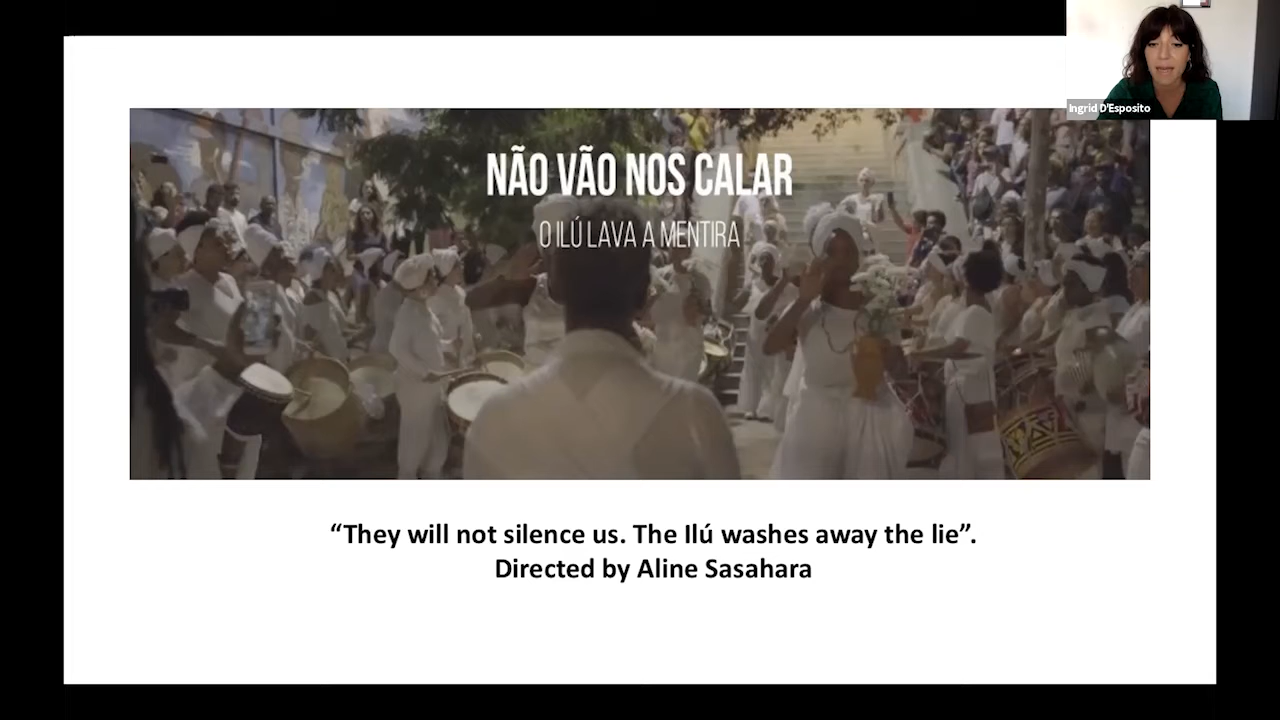 NÃO VÃO NOS CALAR
O ILÚ LAVA A MENTIRA
Ingrid D'Esposito
“They will not silence us. The Ilú washes away the lie”.
Directed by Aline Sasahara